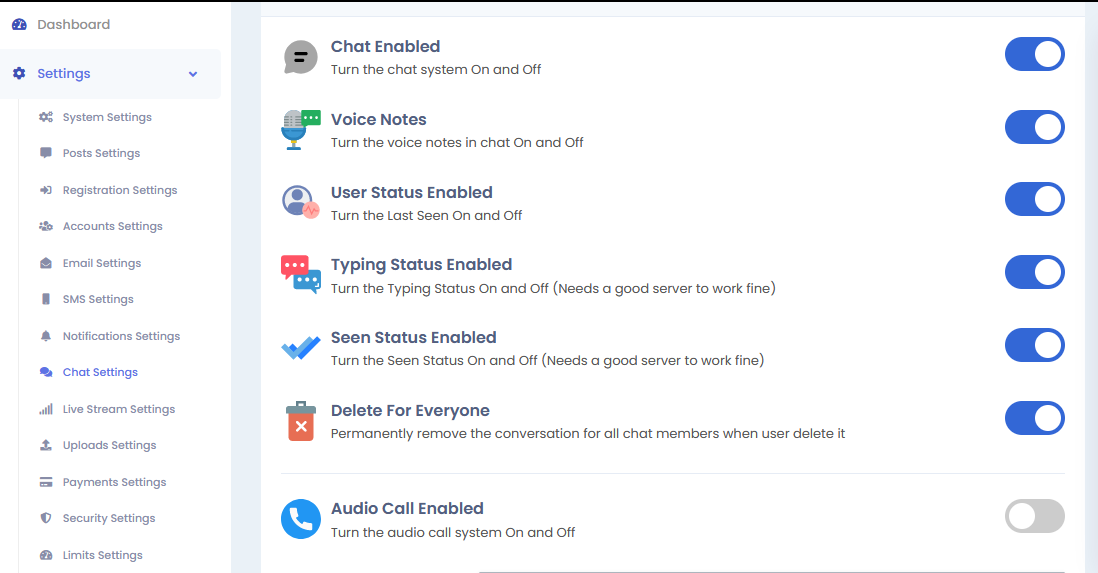 Dashboard
Settings
System Settings
Posts Settings
Registration Settings
Accounts Settings
Email Settings
SMS Settings
Notifications Settings
Chat Settings
Live Stream Settings
Uploads Settings
Payments Settings
Security Settings
Limits Settings
Chat Enabled
Turn the chat system On and Off
Voice Notes
Turn the voice notes in chat On and Off
User Status Enabled
Turn the Last Seen On and Off
Typing Status Enabled
Turn the Typing Status On and Off (Needs a good server to work fine)
Seen Status Enabled
Turn the Seen Status On and Off (Needs a good server to work fine)
Delete For Everyone
Permanently remove the conversation for all chat members when user delete it
Audio Call Enabled
Turn the audio call system On and Off